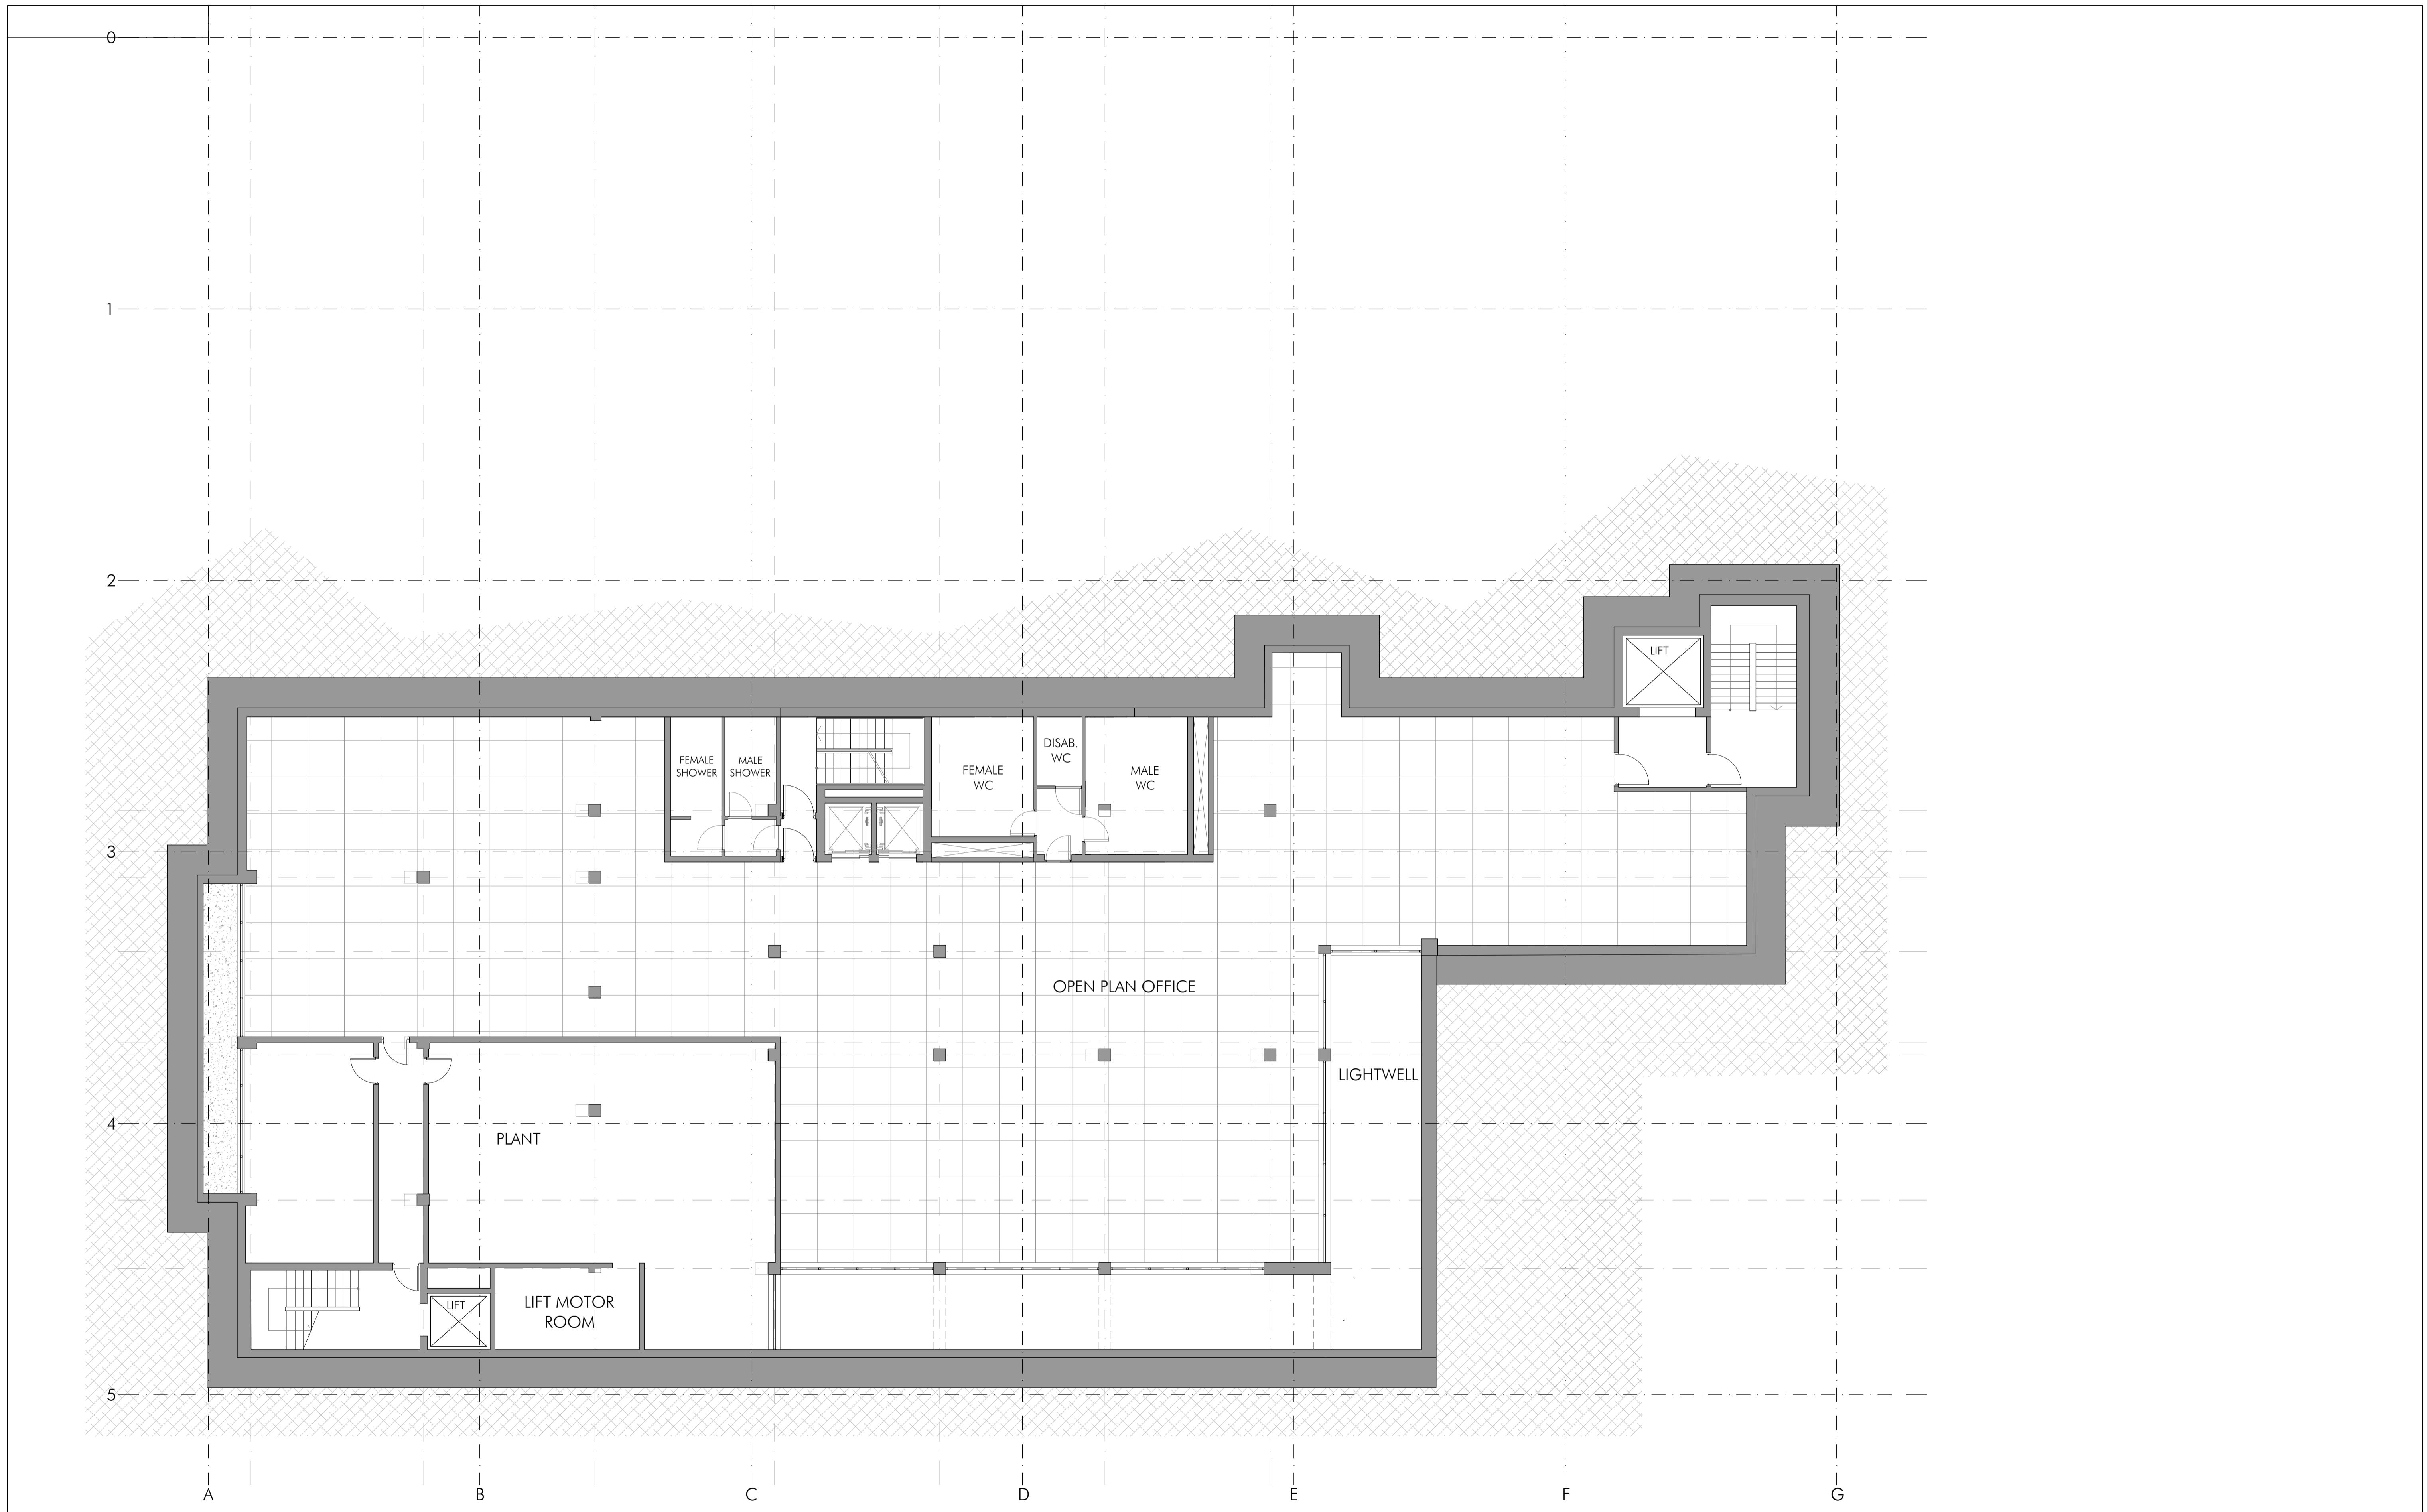 0
1
2
LIFT
FEMALE
SHOWER
MALE
SHOWER
FEMALE
WC
DISAB.
WC
MALE
WC
3
OPEN PLAN OFFICE
LIGHTWELL
4
PLANT
LIFT
LIFT MOTOR
ROOM
5
A
B
C
D
E
F
G